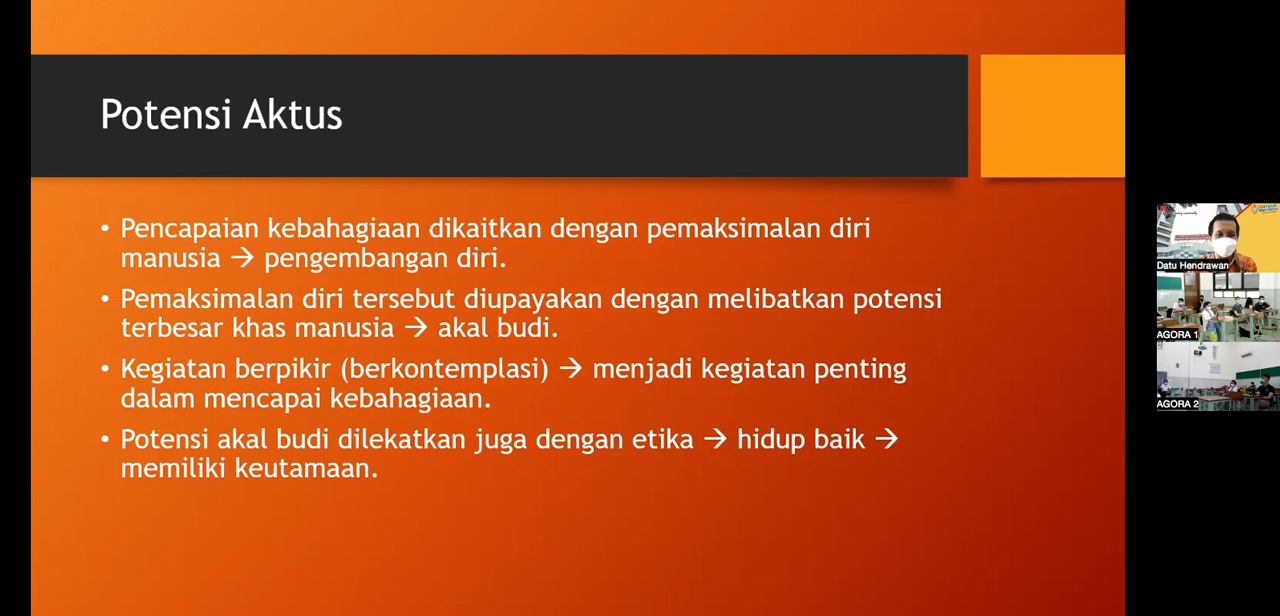 Potensi Aktus
• Pencapaian kebahagiaan dikaitkan dengan pemaksimalan diri
manusia → pengembangan diri.
• Pemaksimalan diri tersebut diupayakan dengan melibatkan potensi
terbesar khas manusia → akal budi.
• Kegiatan berpikir (berkontemplasi) → menjadi kegiatan penting
dalam mencapai kebahagiaan.
• Potensi akal budi dilekatkan juga dengan etika → hidup baik →
memiliki keutamaan.
Datu Hendrawan
AGORA 1
AGORA 2